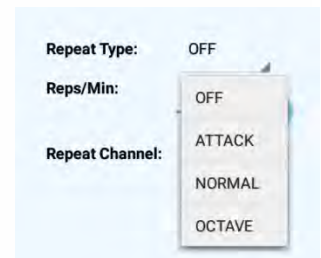 Repeat Type: OFF
Reps/Min:
OFF
ATTACK
Repeat Channel:
NORMAL
OCTAVE